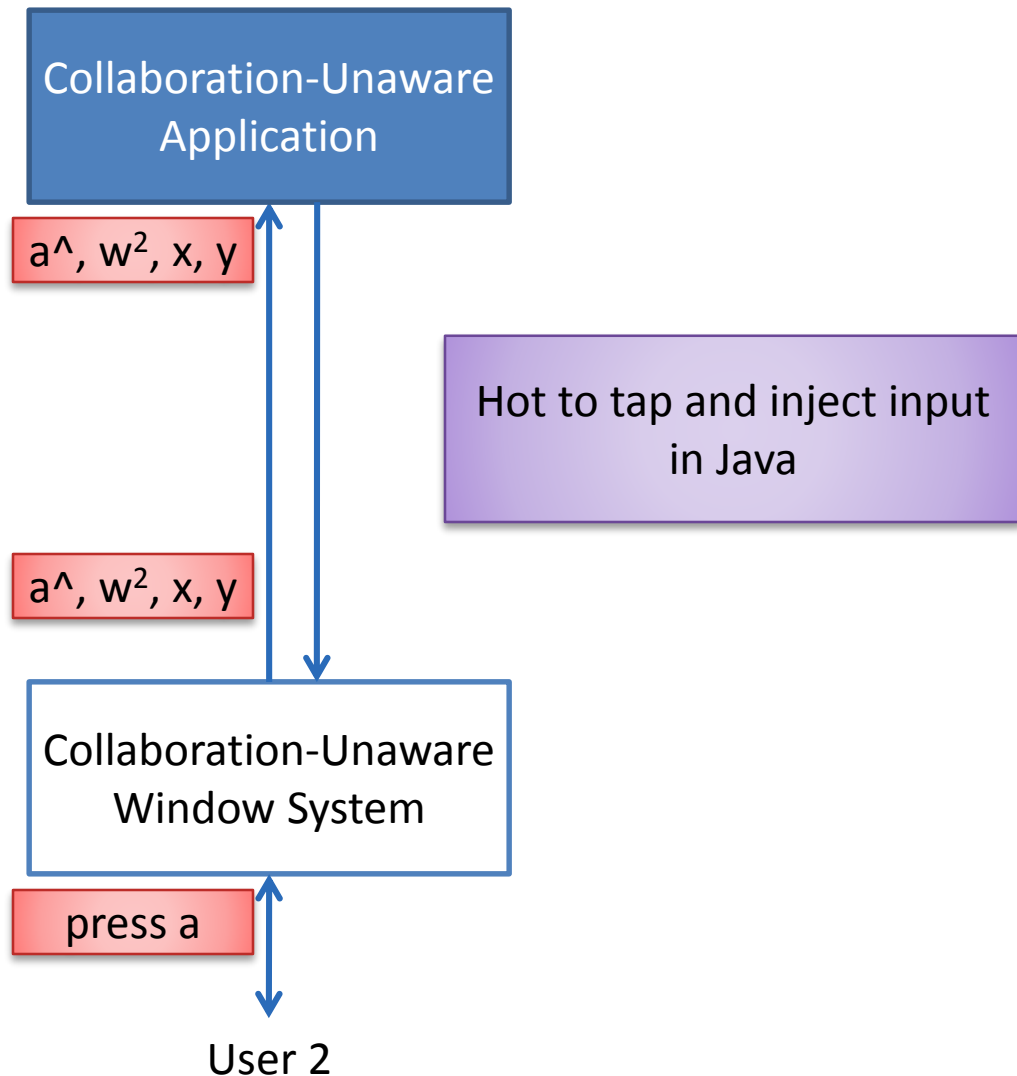 Collaboration-Unaware
Application
a^, w², x, y
Hot to tap and inject input
in Java
a^, w², x, y
Collaboration-Unaware
Window System
press a
User 2